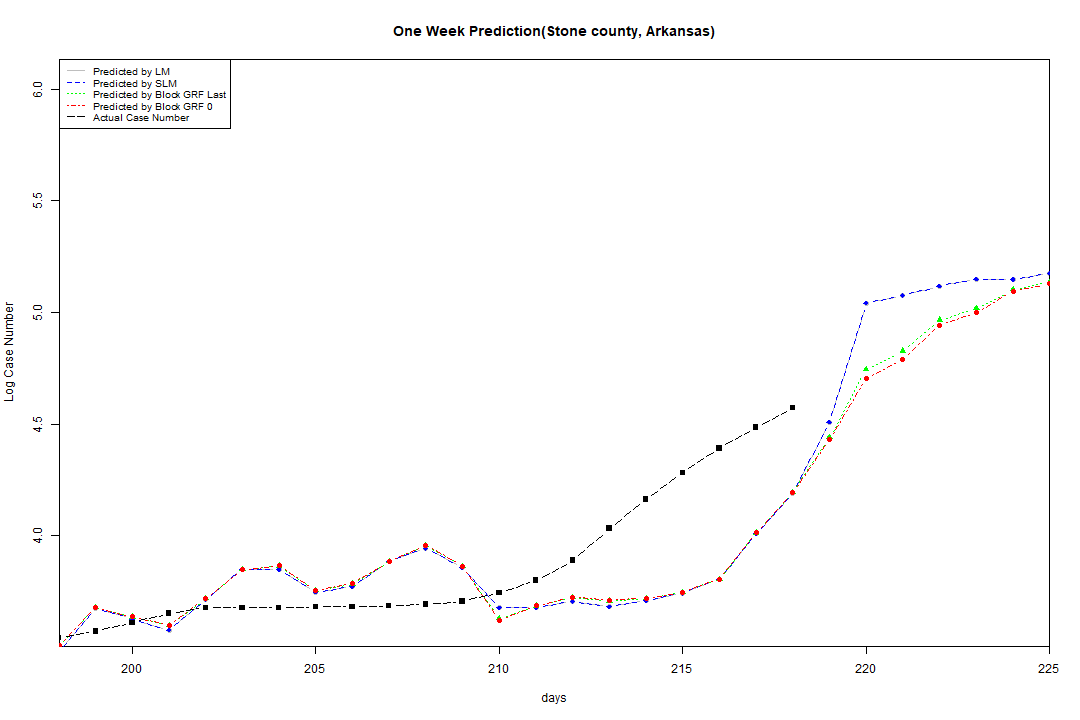 One Week Prediction(Stone county, Arkansas)
Predicted by LM
Predicted by SLM
Predicted by Block GRF Last
Predicted by Block GRF 0
Actual Case Number
6.0
5.5
5.0
4.5
4.0
Log Case Number
200 205 210 215 220 225
days